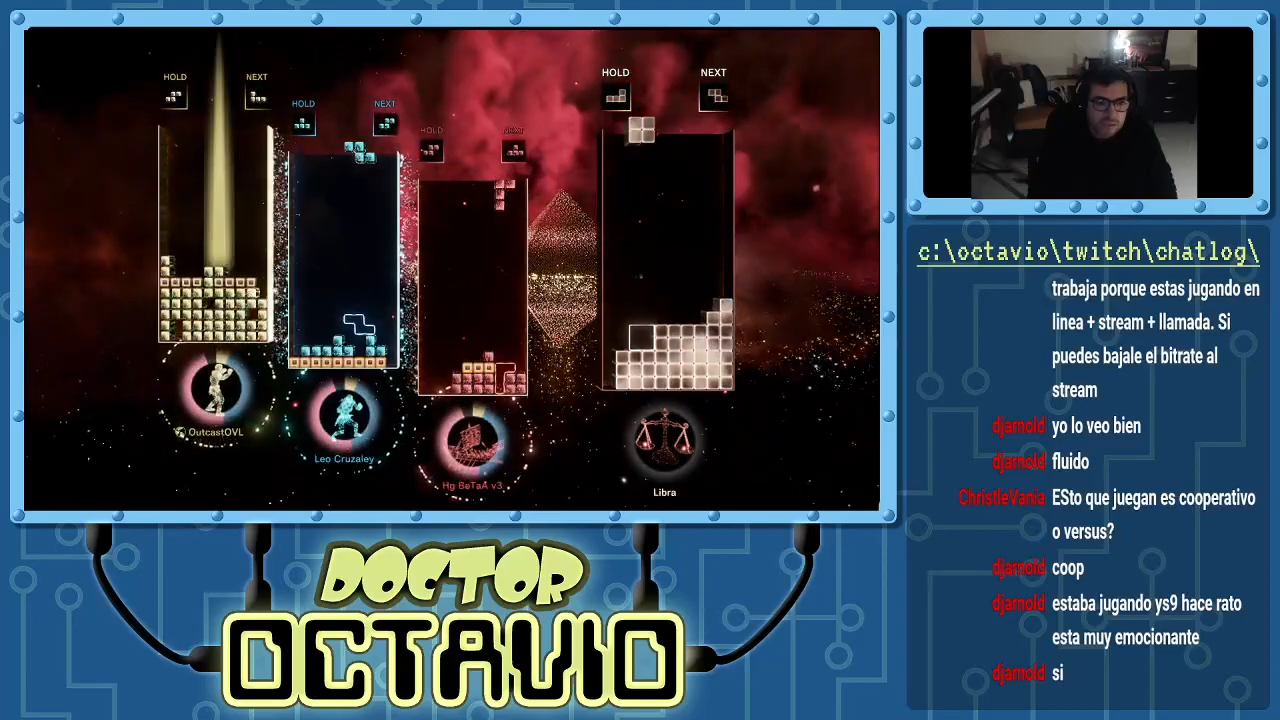 HOLD
NEXT
HOLD
NEXT
HOLD
NEXT
HOLD
NEXT
OutcastOVL
Leo Cruzaley
Hg BeTaA v3
Libra
DOCTOR
OCTAVIO
c:\octavio\twitch\chatlog\
trabaja porque estas jugando en
linea + stream + llamada. Si
puedes bajale el bitrate al
stream
djarnold yo lo veo bien
djarnold fluido
ChristleVania ESto que juegan es cooperativo
o versus?
djarnold coop
djarnold estaba jugando ys9 hace rato
esta muy emocionante
djarnold si